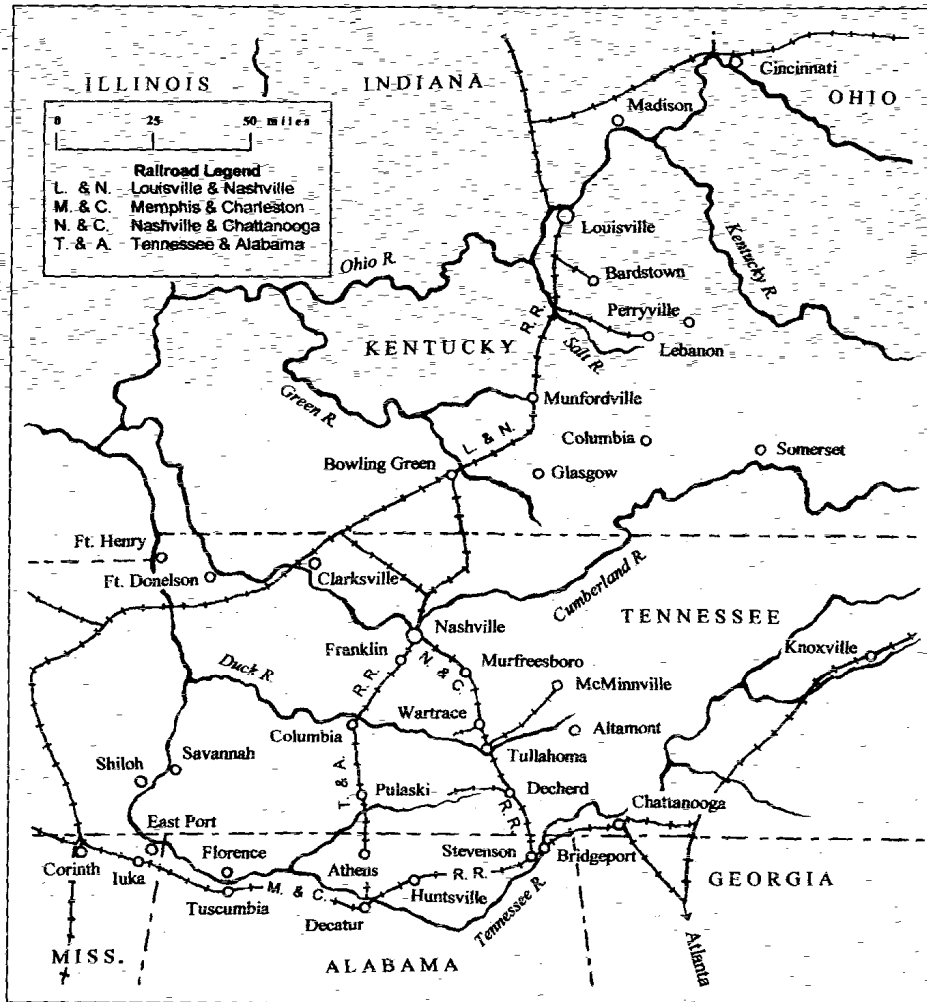 ILLINOIS
INDIANA
OHIO
Cincinnati
Madison
0 25 50 miles
Railroad Legend
L. & N. Louisville & Nashville
M. & C. Memphis & Charleston
N. & C. Nashville & Chattanooga
T. & A. Tennessee & Alabama
Louisville
Ohio R.
Bardstown
Kentucky R.
Perryville
R. R.
KENTUCKY
Salt R.
Lebanon
Green R.
Munfordville
L. & N.
Columbia
Somerset
Bowling Green
Glasgow
Ft. Henry
Ft. Donelson
Clarksville
Cumberland R.
TENNESSEE
Nashville
Franklin
N. & C.
Murfreesboro
Knoxville
Duck R.
R. R.
McMinnville
Wartrace
Altamont
Columbia
Tullahoma
Shiloh
Savannah
T. & A.
Pulaski
Decherd
R. R.
Chattanooga
East Port
Florence
Athens
Stevenson
Bridgeport
Corinth
Iuka
Tuscumbia
M. & C.
R. R.
Huntsville
Decatur
Tennessee R.
GEORGIA
Atlanta
MISS.
ALABAMA